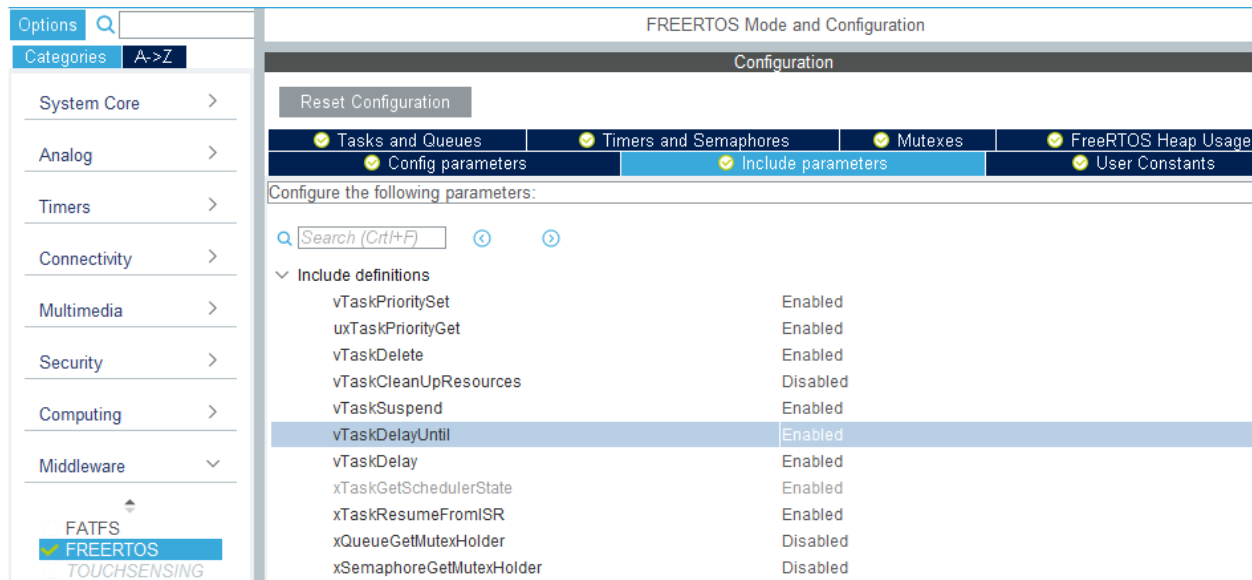 Options
Categories A->Z
System Core
Analog
Timers
Connectivity
Multimedia
Security
Computing
Middleware
FATFS
FREERTOS
TOUCHSENSING
FREERTOS Mode and Configuration
Configuration
Reset Configuration
Tasks and Queues Timers and Semaphores Mutexes FreeRTOS Heap Usage
Config parameters Include parameters User Constants
Configure the following parameters:
Search (Crtl+F)
Include definitions
vTaskPrioritySet Enabled
uxTaskPriorityGet Enabled
vTaskDelete Enabled
vTaskCleanUpResources Disabled
vTaskSuspend Enabled
vTaskDelayUntil Enabled
vTaskDelay Enabled
xTaskGetSchedulerState Enabled
xTaskResumeFromISR Enabled
xQueueGetMutexHolder Disabled
xSemaphoreGetMutexHolder Disabled